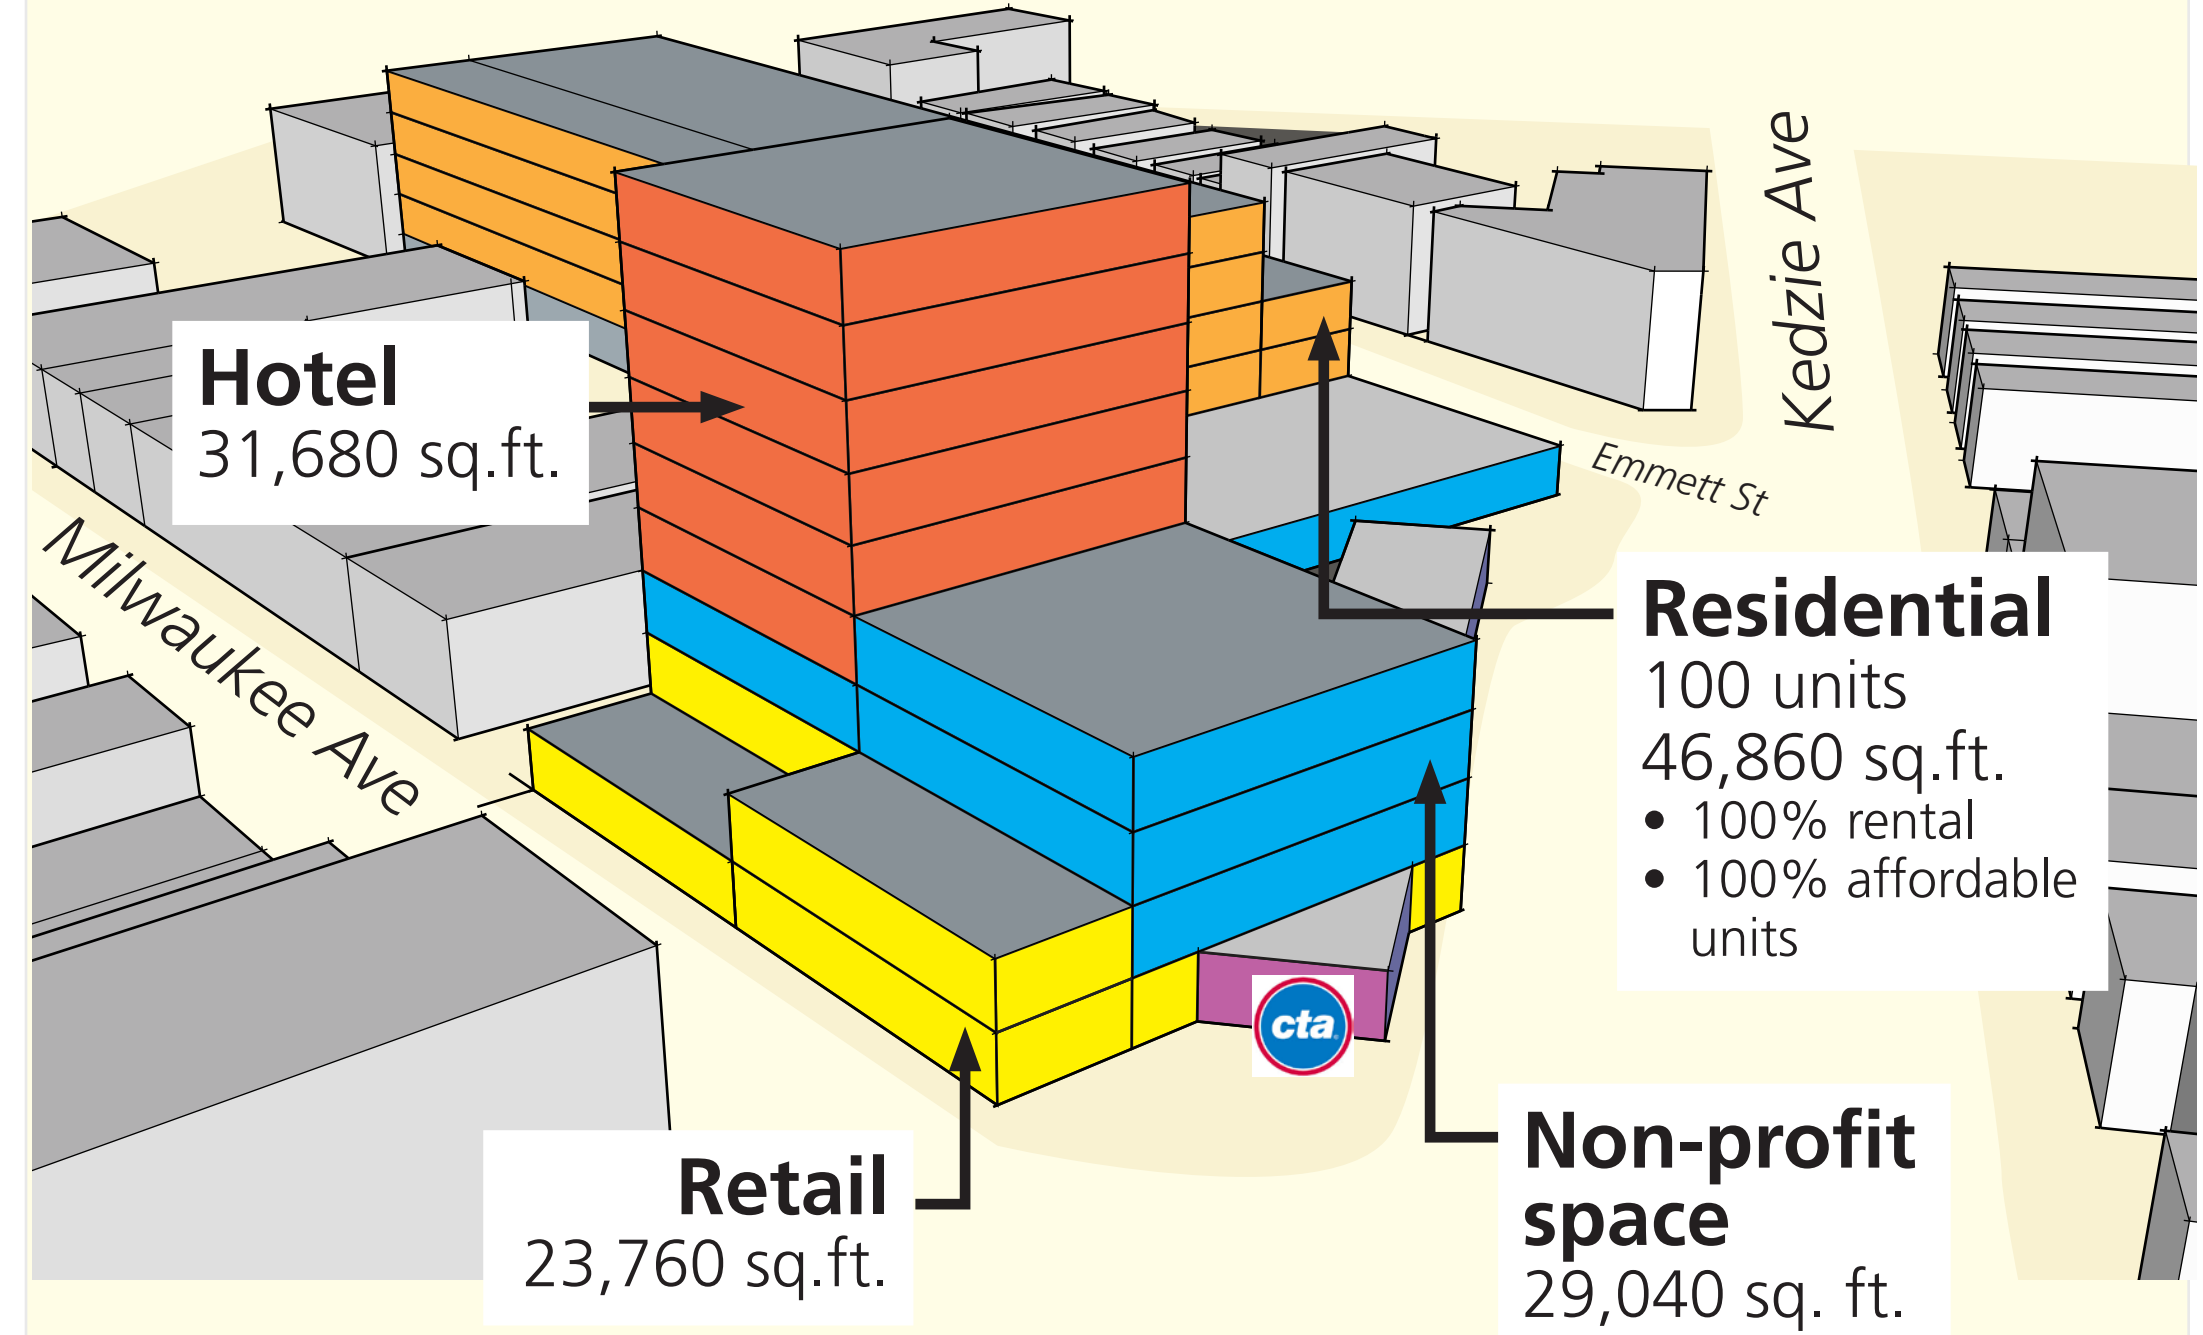 Kedzie Ave
Hotel
31,680 sq.ft.
Emmett St
Milwaukee Ave
Residential
100 units
46,860 sq.ft.
• 100% rental
• 100% affordable
units
cta
Retail
23,760 sq.ft.
Non-profit
space
29,040 sq. ft.